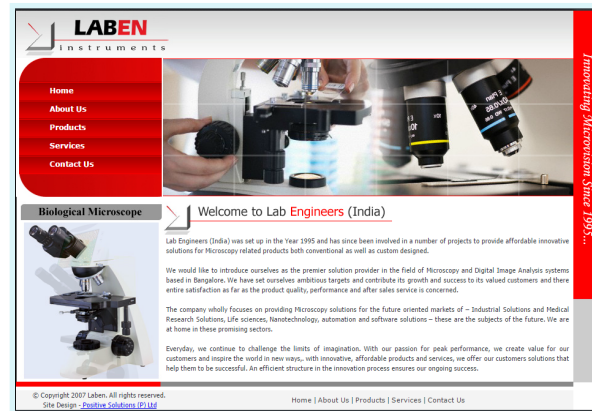 LABEN
instruments
Innovating Microvision Since 1995...
Home
About Us
Products
Services
Contact Us
Biological Microscope
Welcome to Lab Engineers (India)
Lab Engineers (India) was set up in the Year 1995 and has since been involved in a number of projects to provide affordable innovative
solutions for Microscopy related products both conventional as well as custom designed.
We would like to introduce ourselves as the premier solution provider in the field of Microscopy and Digital Image Analysis systems
based in Bangalore. We have set ourselves ambitious targets and contribute its growth and success to its valued customers and there
entire satisfaction as far as the product quality, performance and after sales service is concerned.
The company wholly focuses on providing Microscopy solutions for the future oriented markets of – Industrial Solutions and Medical
Research Solutions, Life sciences, Nanotechnology, automation and software solutions – these are the subjects of the future. We are
at home in these promising sectors.
Everyday, we continue to challenge the limits of imagination. With our passion for peak performance, we create value for our
customers and inspire the world in new ways,. with innovative, affordable products and services, we offer our customers solutions that
help them to be successful. An efficient structure in the innovation process ensures our ongoing success.
© Copyright 2007 Laben. All rights reserved.
Site Design - Positive Solutions (P) Ltd
Home | About Us | Products | Services | Contact Us